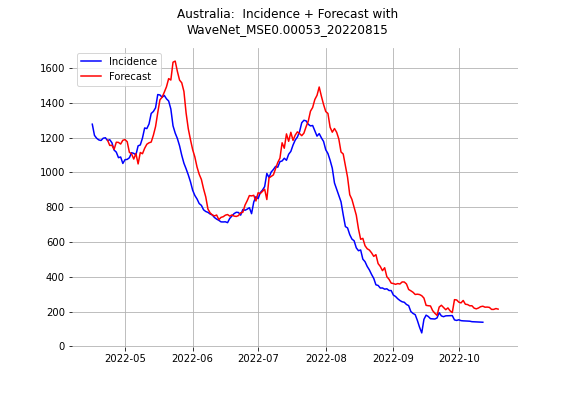 Australia:  Incidence + Forecast with
WaveNet_MSE0.00053_20220815
Incidence
Forecast
1600
1400
1200
1000
800
600
400
200
0
2022-05 2022-06 2022-07 2022-08 2022-09 2022-10